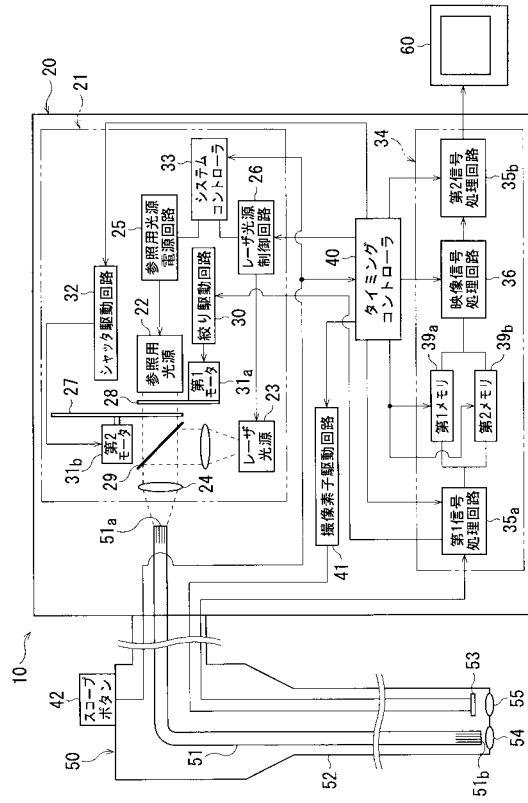 10
20
21
シャッタ駆動回路
32
参照用光源
電源回路
25
システム
コントローラ
33
27
参照用
光源
22
絞り駆動回路
30
レーザ光源
制御回路
26
28
第1
モータ
31a
第2
モータ
31b
29
24
レーザ
光源
23
51a
タイミング
コントローラ
40
撮像素子駆動回路
41
34
第1信号
処理回路
35a
第1メモリ
39a
第2メモリ
39b
映像信号
処理回路
36
第2信号
処理回路
35b
60
スコープ
ボタン
42
50
51
52
53
55
54
51b